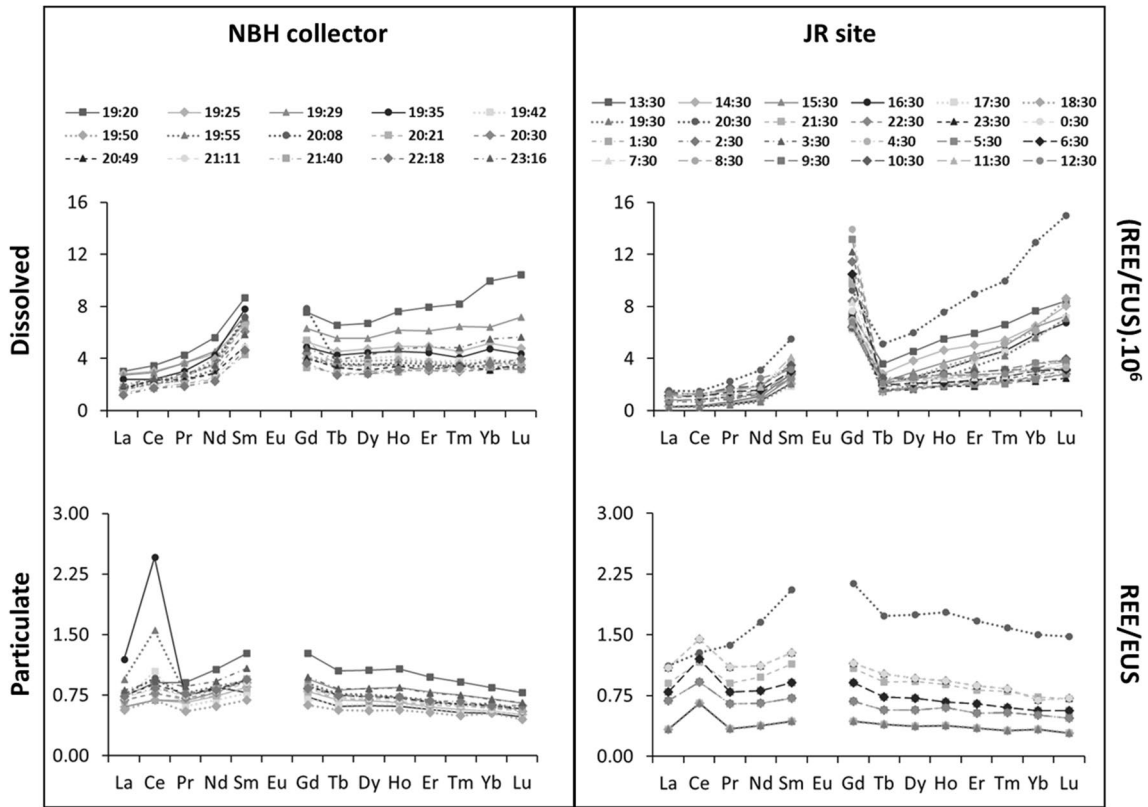 NBH collector
19:20 19:25 19:29 19:35 19:42
19:50 19:55 20:08 20:21 20:30
20:49 21:11 21:40 22:18 23:16
JR site
13:30 14:30 15:30 16:30 17:30 18:30
19:30 20:30 21:30 22:30 23:30 0:30
1:30 2:30 3:30 4:30 5:30 6:30
7:30 8:30 9:30 10:30 11:30 12:30
Dissolved
16
12
8
4
0
La Ce Pr Nd Sm Eu Gd Tb Dy Ho Er Tm Yb Lu
16
12
8
4
0
La Ce Pr Nd Sm Eu Gd Tb Dy Ho Er Tm Yb Lu
(REE/EUS).10⁶
Particulate
3.00
2.25
1.50
0.75
0.00
La Ce Pr Nd Sm Eu Gd Tb Dy Ho Er Tm Yb Lu
3.00
2.25
1.50
0.75
0.00
La Ce Pr Nd Sm Eu Gd Tb Dy Ho Er Tm Yb Lu
REE/EUS